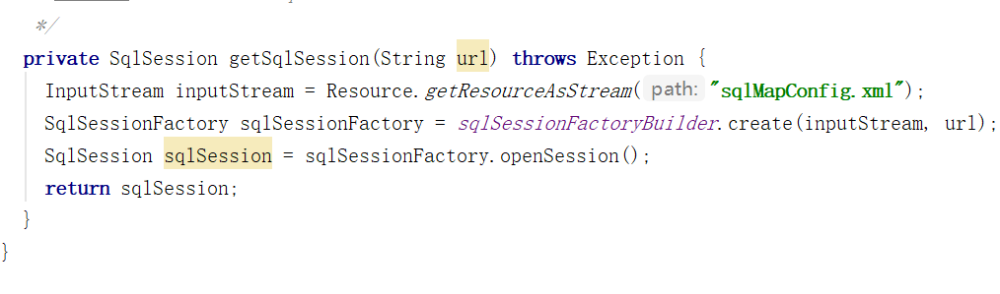 */
private SqlSession getSqlSession(String url) throws Exception {
InputStream inputStream = Resource.getResourceAsStream( path: "sqlMapConfig.xml");
SqlSessionFactory sqlSessionFactory = sqlSessionFactoryBuilder.create(inputStream, url);
SqlSession sqlSession = sqlSessionFactory.openSession();
return sqlSession;
}
}